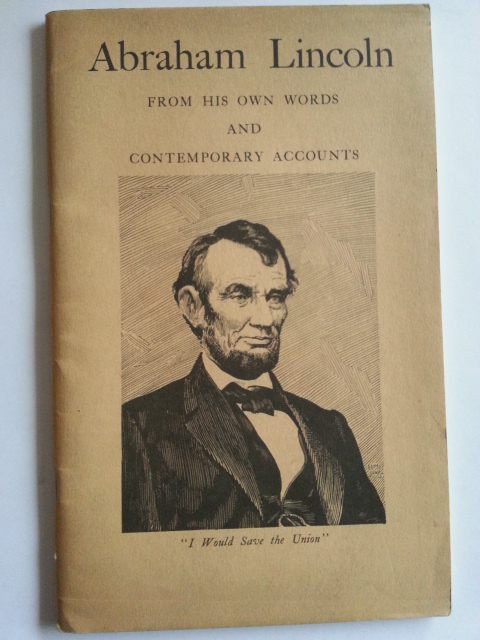 Abraham Lincoln
FROM HIS OWN WORDS
AND
CONTEMPORARY ACCOUNTS
"I Would Save the Union"